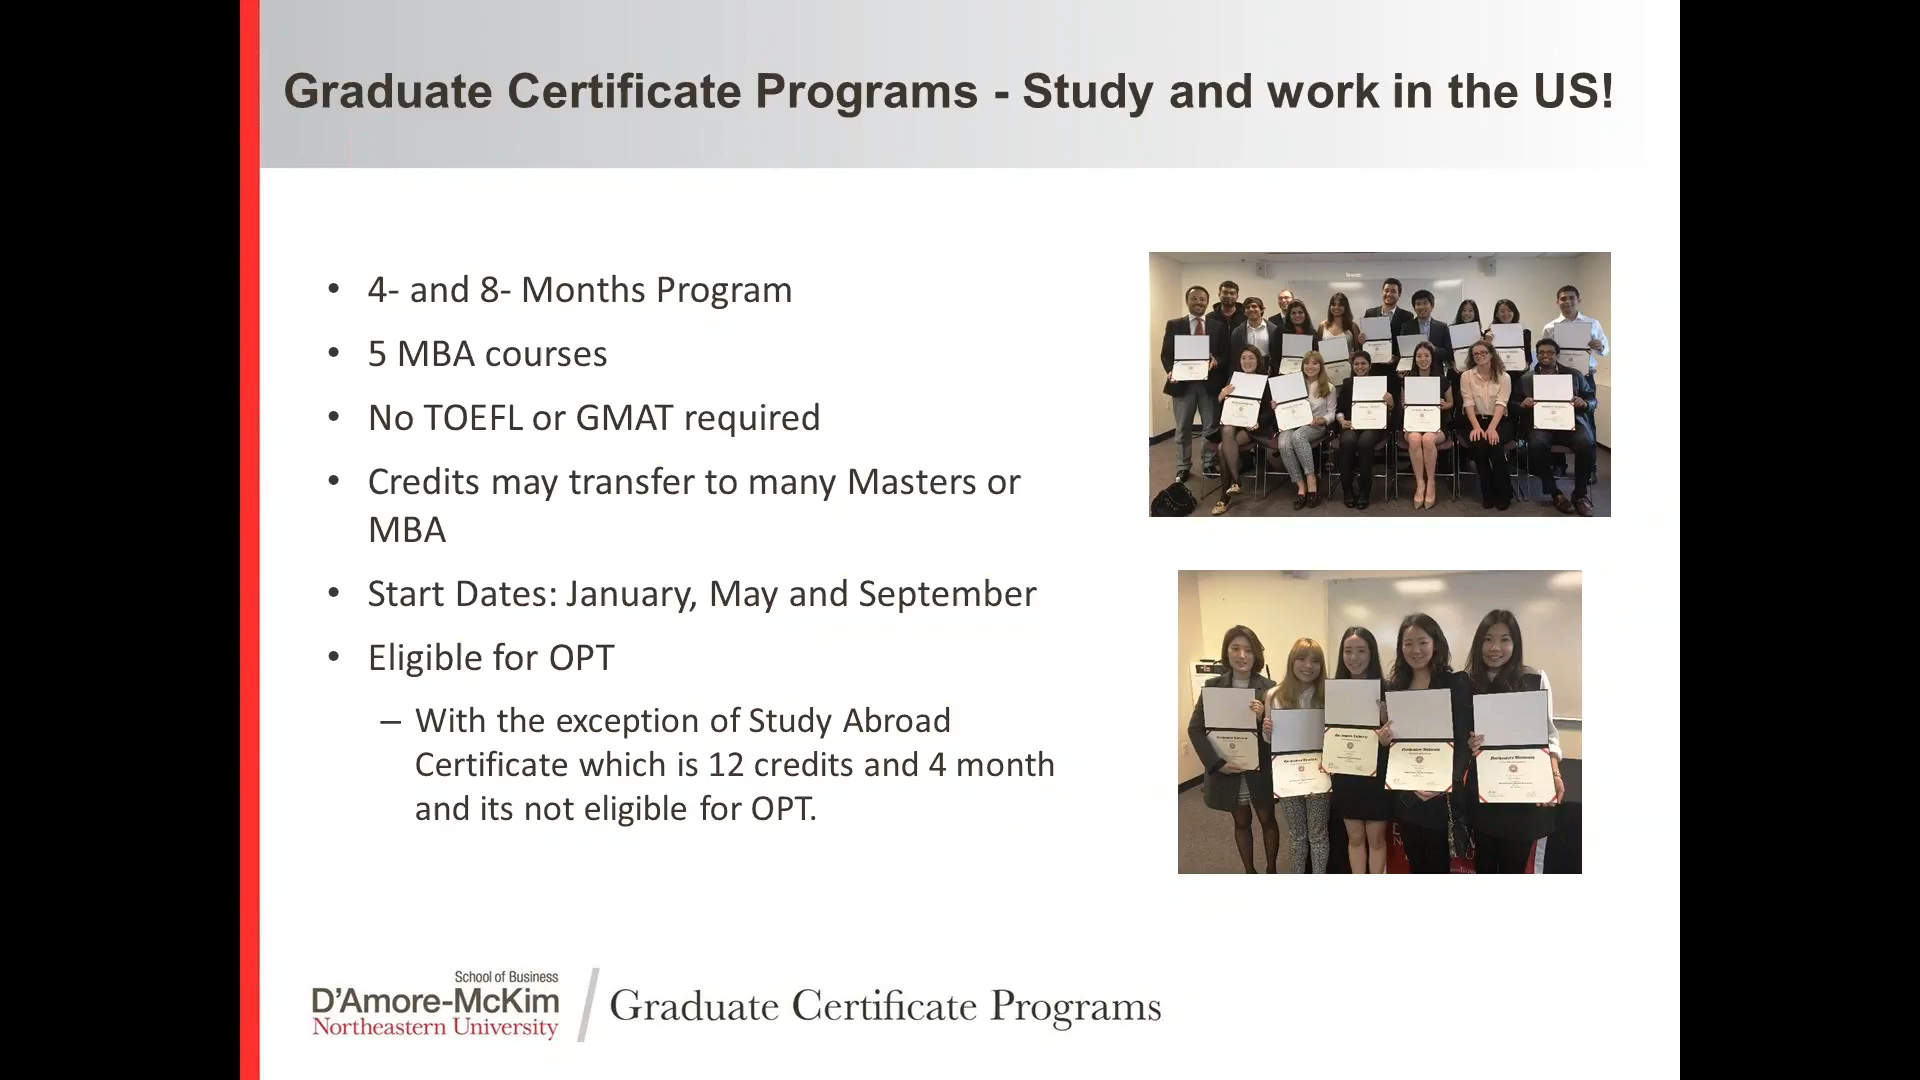 Graduate Certificate Programs - Study and work in the US!
• 4- and 8- Months Program
• 5 MBA courses
• No TOEFL or GMAT required
• Credits may transfer to many Masters or
MBA
• Start Dates: January, May and September
• Eligible for OPT
– With the exception of Study Abroad
Certificate which is 12 credits and 4 month
and its not eligible for OPT.
School of Business
D'Amore-McKim
Northeastern University
Graduate Certificate Programs